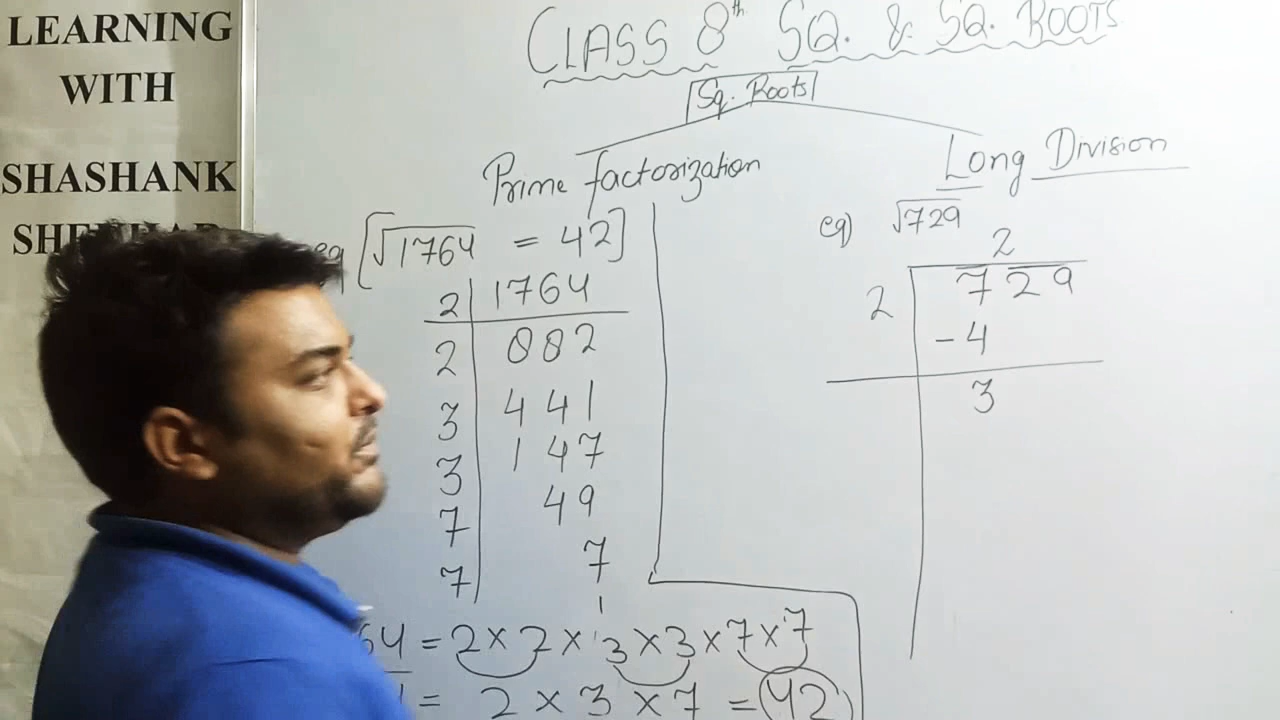 LEARNING
WITH
SHASHANK
CLASS 8th SQ. & SQ. ROOTS
Sq. Roots
Prime factorization
eg [√1764 = 42]
2 | 1764
2 | 882
3 | 441
3 | 147
7 | 49
7 | 7
1
64 = 2 × 2 × 3 × 3 × 7 × 7
= 2 × 3 × 7 = 42
Long Division
eg) √729
2
2 | 729
- 4
3